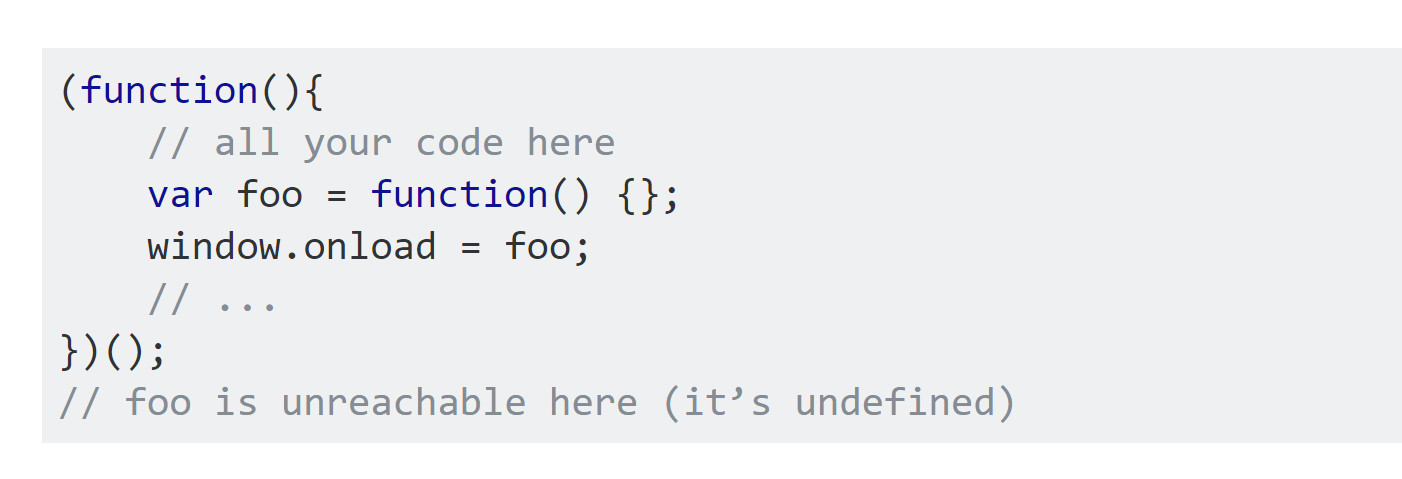 (function(){
    // all your code here
    var foo = function() {};
    window.onload = foo;
    // ...
})();
// foo is unreachable here (it’s undefined)